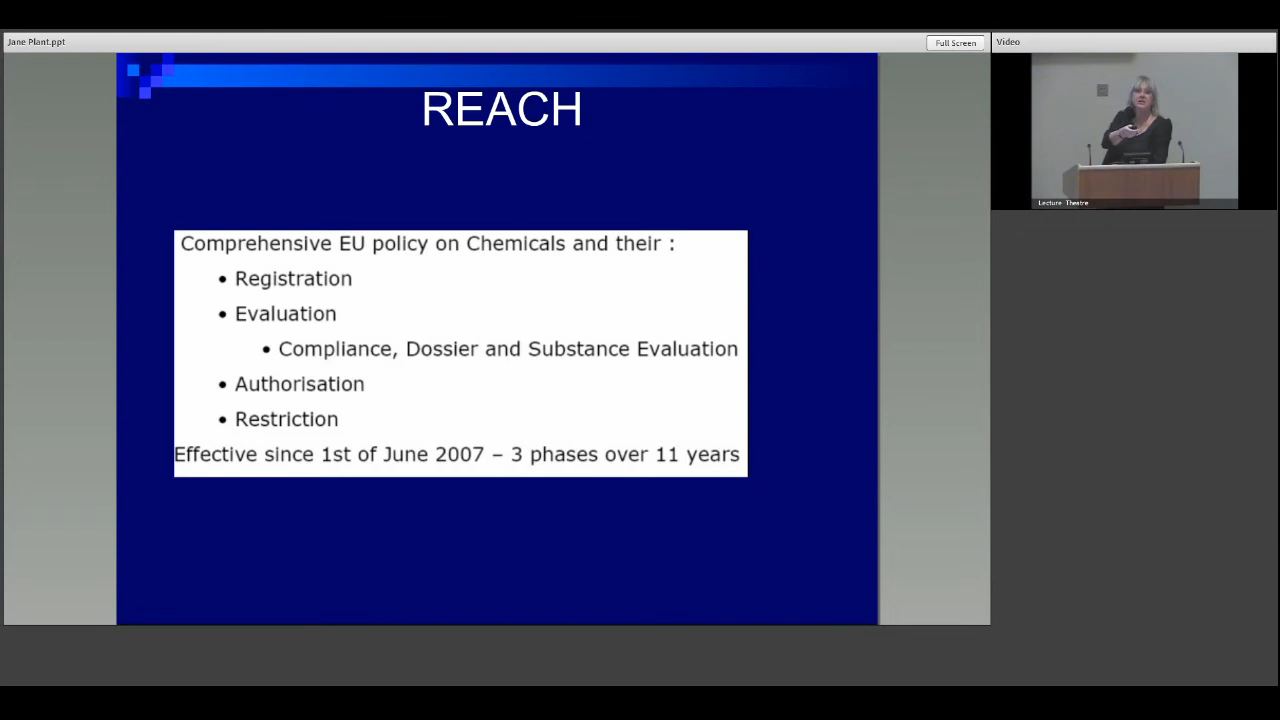 Jane Plant.ppt
Full Screen
Video
REACH
Comprehensive EU policy on Chemicals and their :
• Registration
• Evaluation
• Compliance, Dossier and Substance Evaluation
• Authorisation
• Restriction
Effective since 1st of June 2007 – 3 phases over 11 years
Lecture Theatre